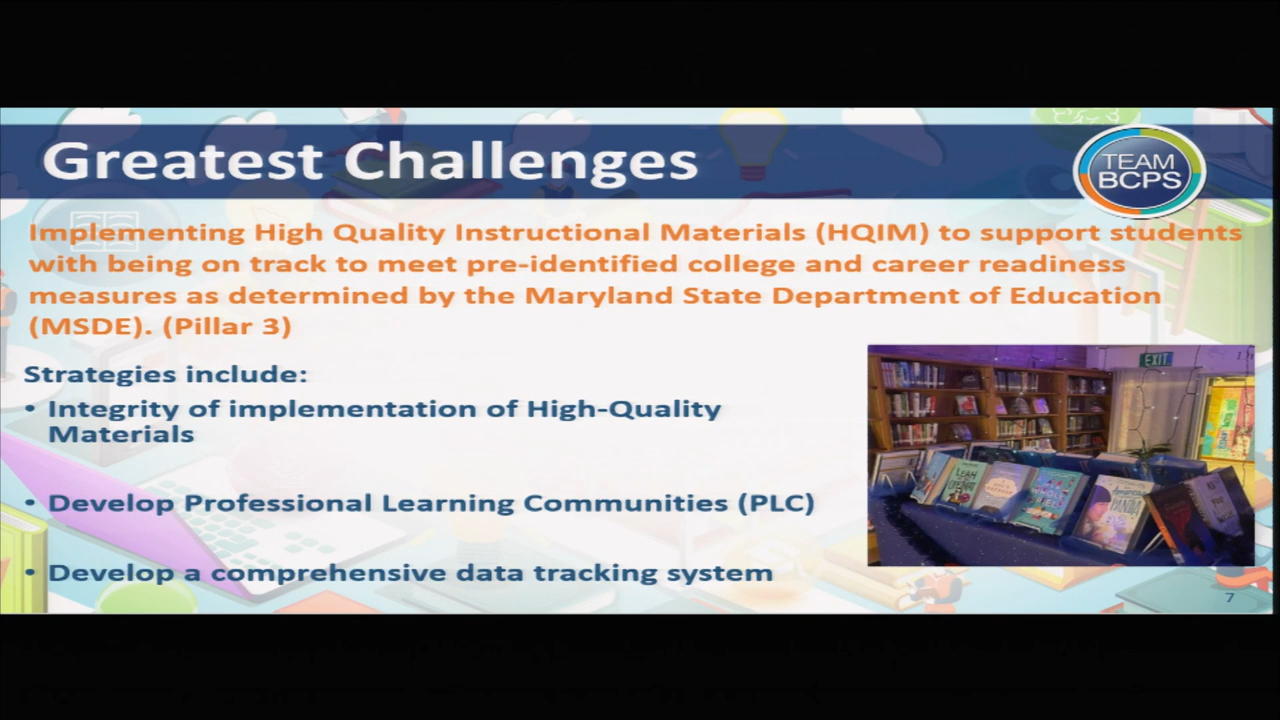 Greatest Challenges
TEAM
BCPS
Implementing High Quality Instructional Materials (HQIM) to support students
with being on track to meet pre-identified college and career readiness
measures as determined by the Maryland State Department of Education
(MSDE). (Pillar 3)
Strategies include:
• Integrity of implementation of High-Quality
Materials
• Develop Professional Learning Communities (PLC)
• Develop a comprehensive data tracking system
EXIT
7